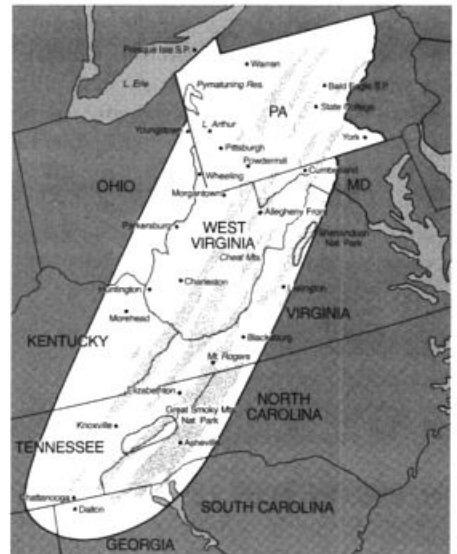 Presque Isle S.P.
Warren
L. Erie
Pymatuning Res.
Bald Eagle S.P.
State College
PA
L. Arthur
Youngstown
York
Pittsburgh
Powdermill
Wheeling
Cumberland
OHIO
MD
Morgantown
Allegheny Front
WEST
VIRGINIA
Parkersburg
Shenandoah
Nat. Park
Cheat Mts.
Charleston
Lexington
Huntington
VIRGINIA
Morehead
KENTUCKY
Blacksburg
Mt. Rogers
Elizabethton
NORTH
CAROLINA
Great Smoky Mts.
Nat. Park
Knoxville
TENNESSEE
Asheville
Chattanooga
Dalton
SOUTH CAROLINA
GEORGIA